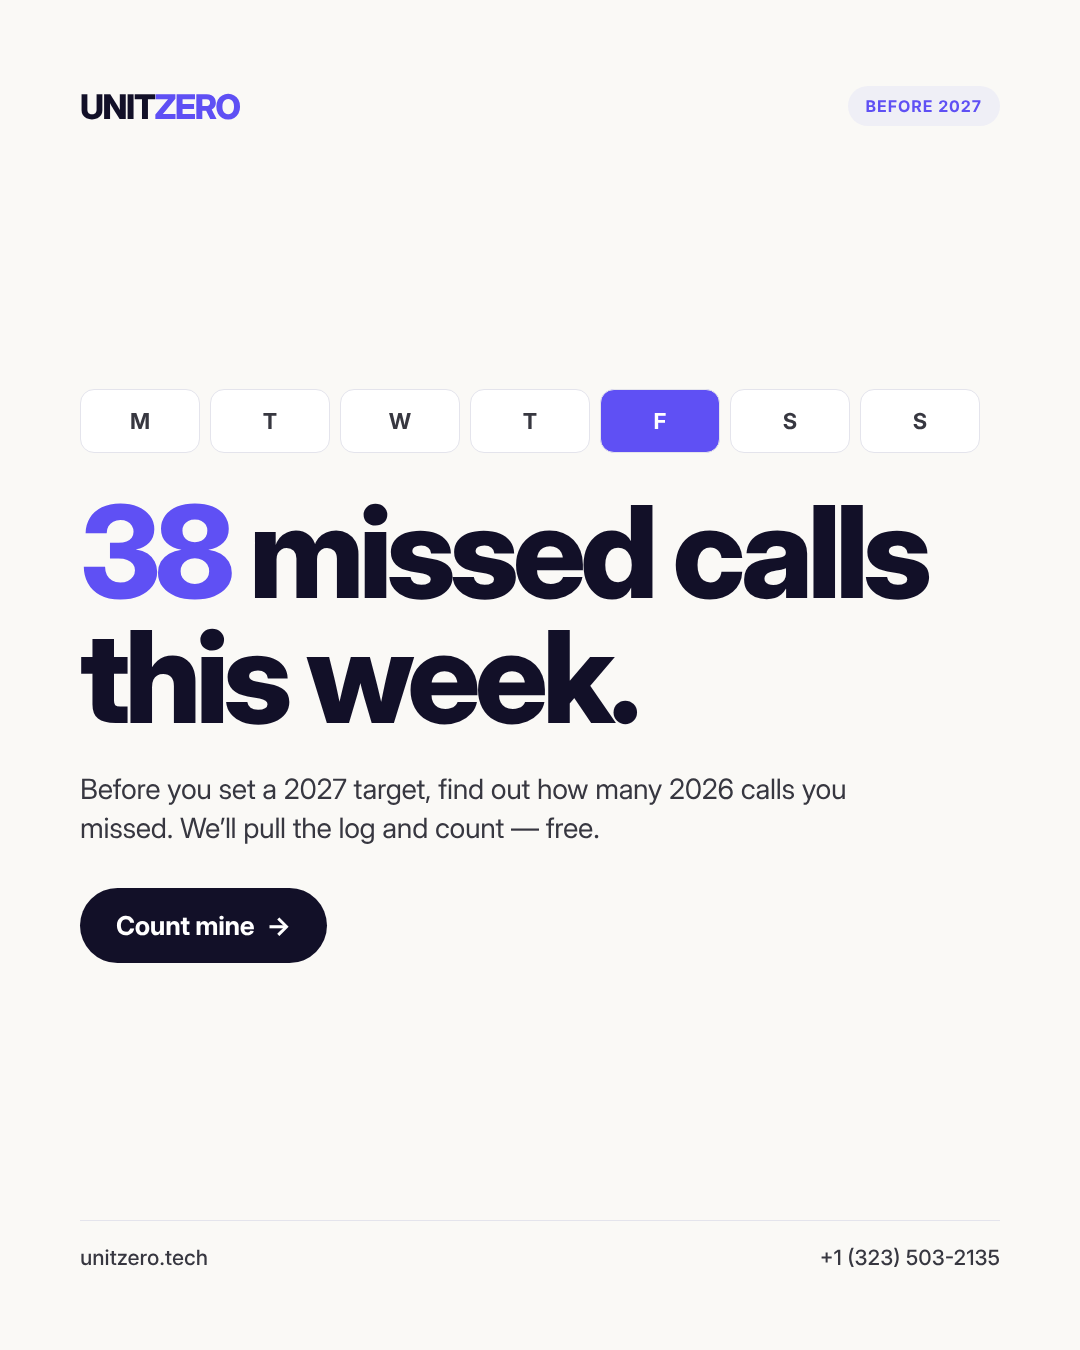 UNITZERO
BEFORE 2027
M T W T F S S
38 missed calls
this week.
Before you set a 2027 target, find out how many 2026 calls you
missed. We’ll pull the log and count — free.
Count mine →
unitzero.tech
+1 (323) 503-2135